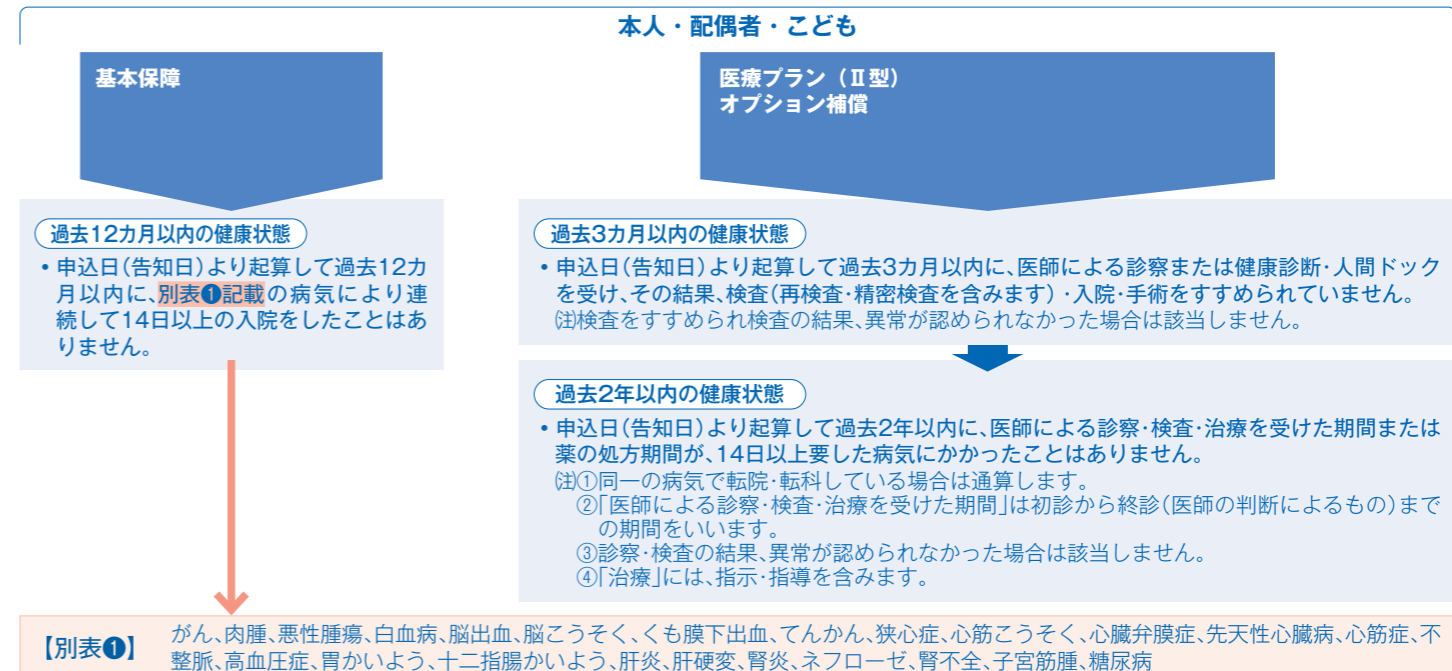 本人・配偶者・こども
基本保障
医療プラン（Ⅱ型）
オプション補償
過去12カ月以内の健康状態
・申込日（告知日）より起算して過去12カ
月以内に、別表❶記載の病気により連
続して14日以上の入院をしたことはあ
りません。
過去3カ月以内の健康状態
・申込日（告知日）より起算して過去3カ月以内に、医師による診察または健康診断・人間ドック
を受け、その結果、検査（再検査・精密検査を含みます）・入院・手術をすすめられていません。
㊟検査をすすめられ検査の結果、異常が認められなかった場合は該当しません。
過去2年以内の健康状態
・申込日（告知日）より起算して過去2年以内に、医師による診察・検査・治療を受けた期間または
薬の処方期間が、14日以上要した病気にかかったことはありません。
㊟①同一の病気で転院・転科している場合は通算します。
②「医師による診察・検査・治療を受けた期間」は初診から終診（医師の判断によるもの）まで
の期間をいいます。
③診察・検査の結果、異常が認められなかった場合は該当しません。
④「治療」には、指示・指導を含みます。
【別表❶】 がん、肉腫、悪性腫瘍、白血病、脳出血、脳こうそく、くも膜下出血、てんかん、狭心症、心筋こうそく、心臓弁膜症、先天性心臓病、心筋症、不
整脈、高血圧症、胃かいよう、十二指腸かいよう、肝炎、肝硬変、腎炎、ネフローゼ、腎不全、子宮筋腫、糖尿病